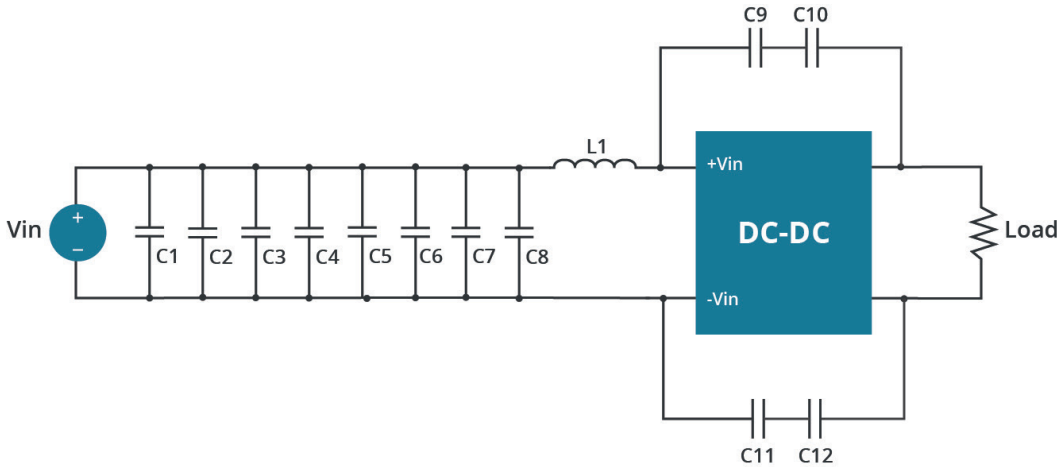 C9 C10
L1
+Vin
+
Vin
−
DC-DC
Load
C1 C2 C3 C4 C5 C6 C7 C8
-Vin
C11 C12